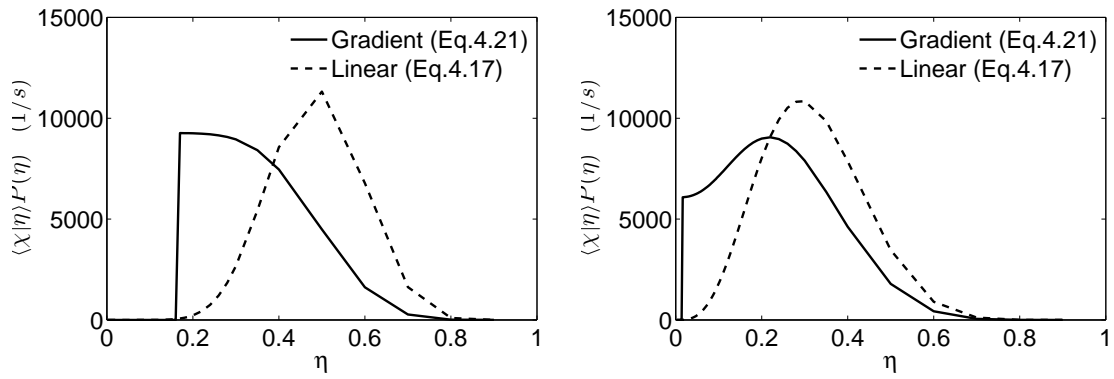 15000
Gradient (Eq.4.21)
Linear (Eq.4.17)
10000
5000
0
⟨χ|η⟩P(η) (1/s)
0 0.2 0.4 0.6 0.8 1
η
15000
Gradient (Eq.4.21)
Linear (Eq.4.17)
10000
5000
0
⟨χ|η⟩P(η) (1/s)
0 0.2 0.4 0.6 0.8 1
η